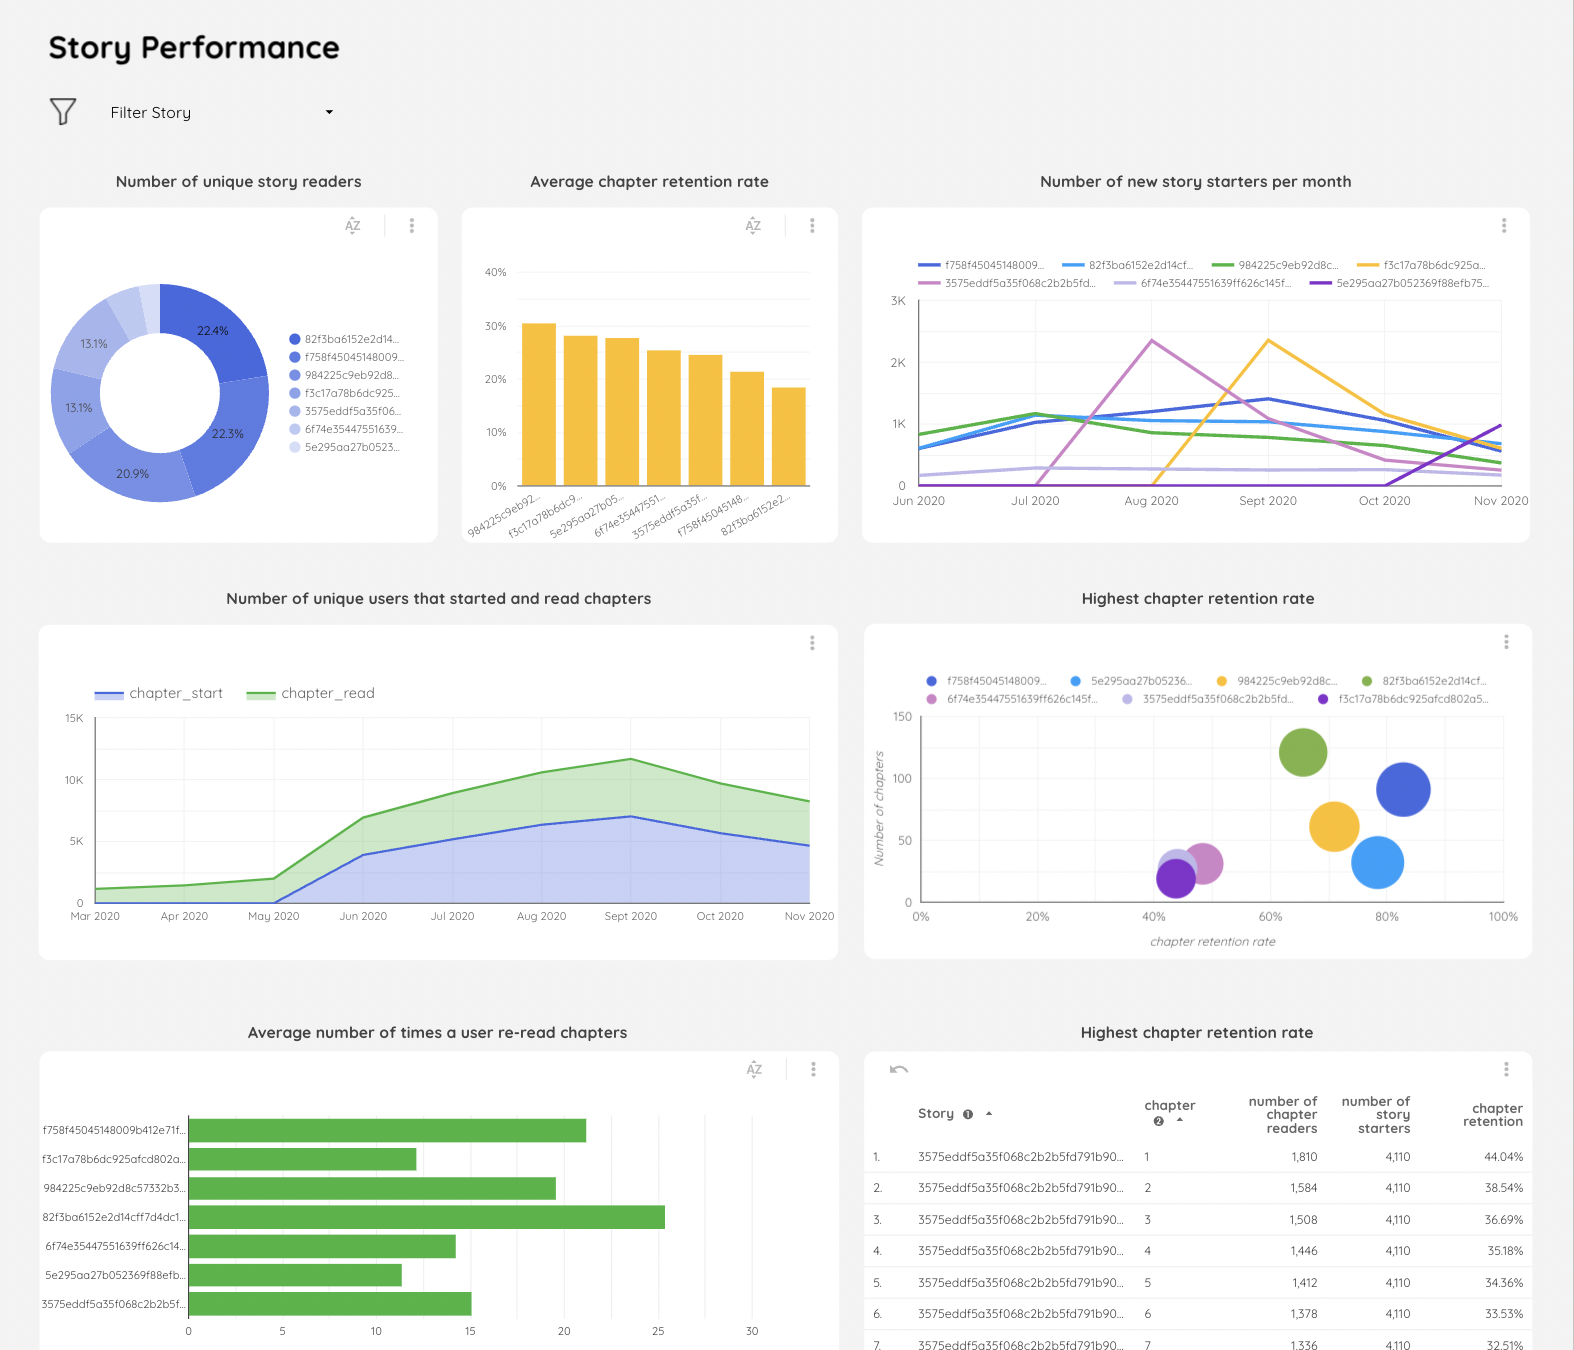 Story Performance
Filter Story
Number of unique story readers
AZ
22.4%
22.3%
20.9%
13.1%
13.1%
82f3ba6152e2d14...
f758f45045148009...
984225c9eb92d8...
f3c17a78b6dc925...
3575eddf5a35f06...
6f74e35447551639...
5e295aa27b0523...
Average chapter retention rate
AZ
40%
30%
20%
10%
0%
984225c9eb92...
f3c17a78b6dc9...
5e295aa27b05...
6f74e35447551...
3575eddf5a35f...
f758f45045148...
82f3ba6152e2...
Number of new story starters per month
f758f45045148009... 82f3ba6152e2d14cf... 984225c9eb92d8c... f3c17a78b6dc925a...
3575eddf5a35f068c2b2b5fd... 6f74e35447551639ff626c145f... 5e295aa27b052369f88efb75...
3K
2K
1K
0
Jun 2020 Jul 2020 Aug 2020 Sept 2020 Oct 2020 Nov 2020
Number of unique users that started and read chapters
chapter_start chapter_read
15K
10K
5K
0
Mar 2020 Apr 2020 May 2020 Jun 2020 Jul 2020 Aug 2020 Sept 2020 Oct 2020 Nov 2020
Highest chapter retention rate
f758f45045148009... 5e295aa27b05236... 984225c9eb92d8c... 82f3ba6152e2d14cf...
6f74e35447551639ff626c145f... 3575eddf5a35f068c2b2b5fd... f3c17a78b6dc925afcd802a5...
Number of chapters
150
100
50
0
0% 20% 40% 60% 80% 100%
chapter retention rate
Average number of times a user re-read chapters
AZ
f758f45045148009b412e71f...
f3c17a78b6dc925afcd802a...
984225c9eb92d8c57332b3...
82f3ba6152e2d14cff7d4dc1...
6f74e35447551639ff626c14...
5e295aa27b052369f88efb...
3575eddf5a35f068c2b2b5f...
0 5 10 15 20 25 30
Highest chapter retention rate
Story 1 chapter 2 number of chapter readers number of story starters chapter retention
1. 3575eddf5a35f068c2b2b5fd791b90... 1 1,810 4,110 44.04%
2. 3575eddf5a35f068c2b2b5fd791b90... 2 1,584 4,110 38.54%
3. 3575eddf5a35f068c2b2b5fd791b90... 3 1,508 4,110 36.69%
4. 3575eddf5a35f068c2b2b5fd791b90... 4 1,446 4,110 35.18%
5. 3575eddf5a35f068c2b2b5fd791b90... 5 1,412 4,110 34.36%
6. 3575eddf5a35f068c2b2b5fd791b90... 6 1,378 4,110 33.53%
7. 3575eddf5a35f068c2b2b5fd791b90... 7 1,336 4,110 32.51%